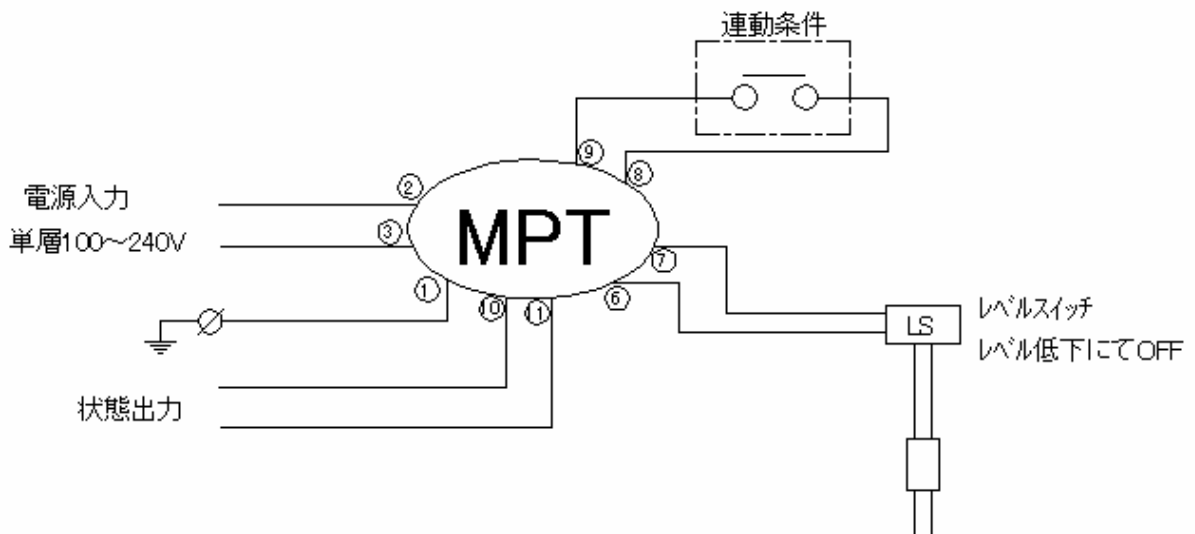 連動条件
⑨
⑧
②
電源入力
MPT
③
単層100～240V
⑦
①
⑥
⑩
⑪
レベルスイッチ
LS
レベル低下にてOFF
状態出力